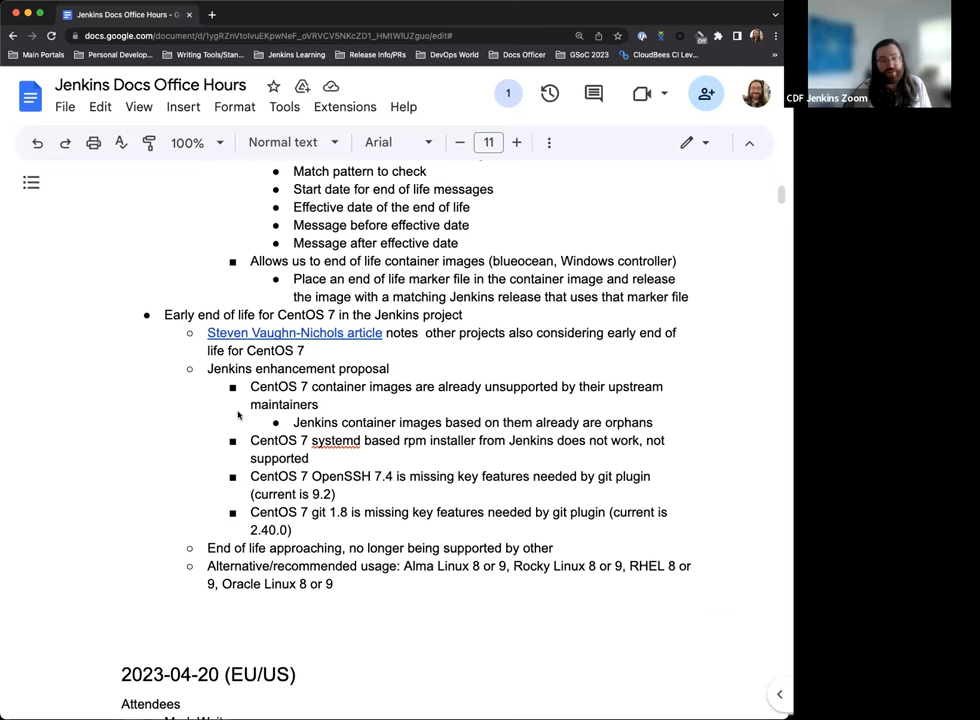 Jenkins Docs Office Hours - G
docs.google.com/document/d/1ygRZnVtoIvuEKpwNeF_oVRVCV5NKcZD1_HMtWIUZguo/edit#
Main Portals Personal Develop... Writing Tools/Stan... Jenkins Learning Release Info/PRs DevOps World Docs Officer GSoC 2023 CloudBees CI Lev... »
CDF Jenkins Zoom
Jenkins Docs Office Hours
File Edit View Insert Format Tools Extensions Help
1
100% Normal text Arial 11
Match pattern to check
Start date for end of life messages
Effective date of the end of life
Message before effective date
Message after effective date
Allows us to end of life container images (blueocean, Windows controller)
Place an end of life marker file in the container image and release
the image with a matching Jenkins release that uses that marker file
Early end of life for CentOS 7 in the Jenkins project
Steven Vaughn-Nichols article notes other projects also considering early end of
life for CentOS 7
Jenkins enhancement proposal
CentOS 7 container images are already unsupported by their upstream
maintainers
Jenkins container images based on them already are orphans
CentOS 7 systemd based rpm installer from Jenkins does not work, not
supported
CentOS 7 OpenSSH 7.4 is missing key features needed by git plugin
(current is 9.2)
CentOS 7 git 1.8 is missing key features needed by git plugin (current is
2.40.0)
End of life approaching, no longer being supported by other
Alternative/recommended usage: Alma Linux 8 or 9, Rocky Linux 8 or 9, RHEL 8 or
9, Oracle Linux 8 or 9
2023-04-20 (EU/US)
Attendees